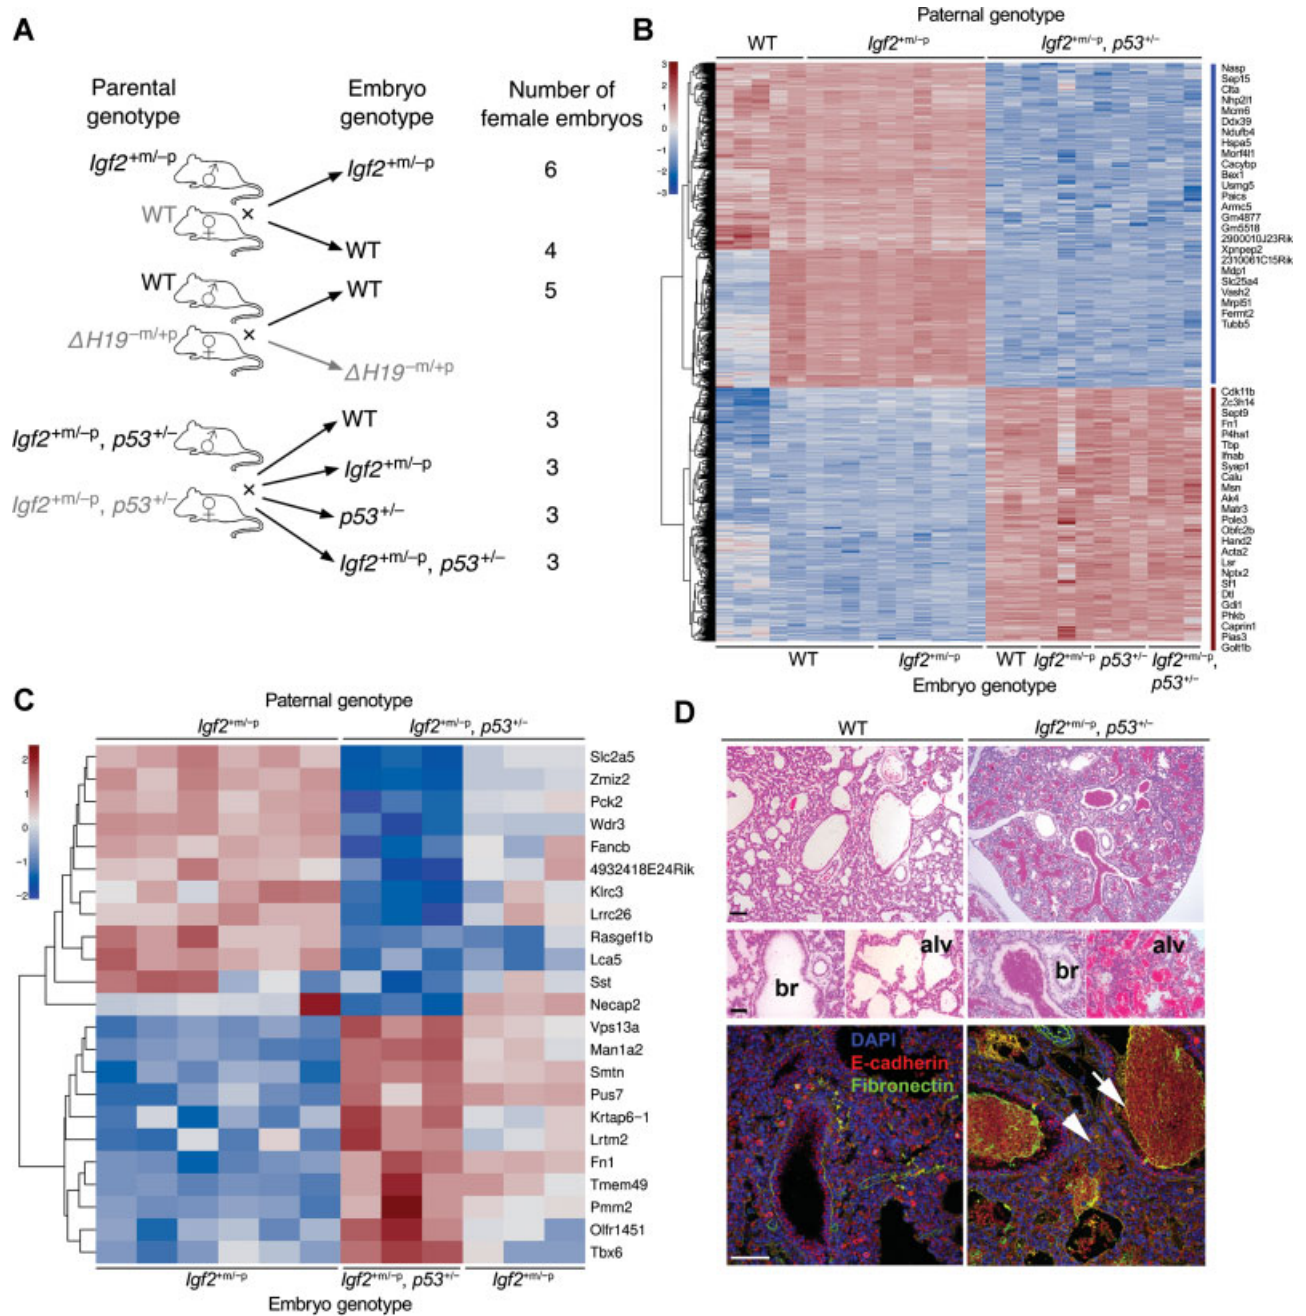 A
Parental genotype
Embryo genotype
Number of female embryos
Igf2+m/−p
♂
WT
♀
×
Igf2+m/−p
6
WT
4
WT
♂
ΔH19−m/+p
♀
×
WT
5
ΔH19−m/+p
Igf2+m/−p, p53+/−
♂
Igf2+m/−p, p53+/−
♀
×
WT
3
Igf2+m/−p
3
p53+/−
3
Igf2+m/−p, p53+/−
3
B
Paternal genotype
WT
Igf2+m/−p
Igf2+m/−p, p53+/−
3
2
1
0
−1
−2
−3
Nasp
Sep15
Clta
Nhp2l1
Mcm6
Ddx39
Ndufb4
Hspa5
Morf4l1
Cacybp
Bex1
Usmg5
Paics
Armc5
Gm4877
Gm5518
2900010J23Rik
Xpnpep2
2310061C15Rik
Mdp1
Slc25a4
Vash2
Mrpl51
Fermt2
Tubb5
Cdk11b
Zc3h14
Sept9
Fn1
P4ha1
Tbp
Ifnab
Syap1
Calu
Msn
Ak4
Matr3
Pole3
Obfc2b
Hand2
Acta2
Lsr
Nptx2
Sf1
Dtl
Gdi1
Phkb
Caprin1
Pias3
Golt1b
WT
Igf2+m/−p
WT
Igf2+m/−p
p53+/−
Igf2+m/−p, p53+/−
Embryo genotype
C
Paternal genotype
Igf2+m/−p
Igf2+m/−p, p53+/−
2
1
0
−1
−2
Slc2a5
Zmiz2
Pck2
Wdr3
Fancb
4932418E24Rik
Klrc3
Lrrc26
Rasgef1b
Lca5
Sst
Necap2
Vps13a
Man1a2
Smtn
Pus7
Krtap6−1
Lrtm2
Fn1
Tmem49
Pmm2
Olfr1451
Tbx6
Igf2+m/−p
Igf2+m/−p, p53+/−
Igf2+m/−p
Embryo genotype
D
WT
Igf2+m/−p, p53+/−
br
alv
br
alv
DAPI
E-cadherin
Fibronectin